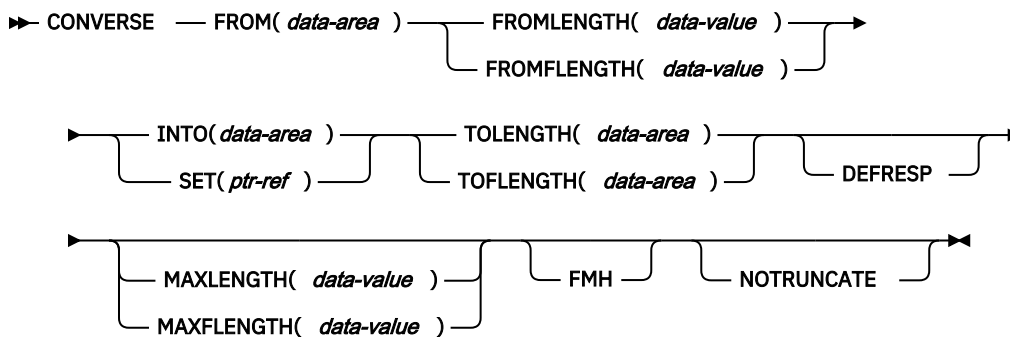 CONVERSE FROM( data-area ) FROMLENGTH( data-value )
FROMFLENGTH( data-value )
INTO( data-area ) TOLENGTH( data-area )
SET( ptr-ref ) TOFLENGTH( data-area ) DEFRESP
MAXLENGTH( data-value ) FMH NOTRUNCATE
MAXFLENGTH( data-value )